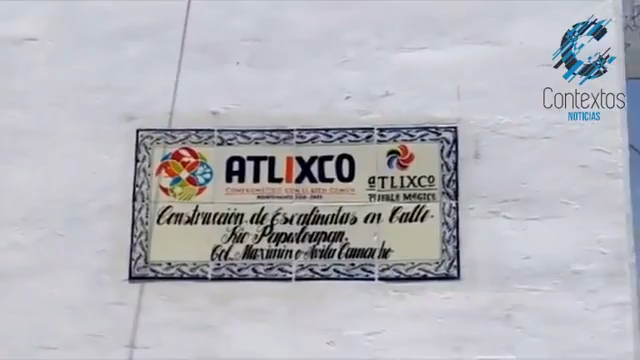 Contextos
NOTICIAS
ATLIXCO
COMPROMETIDOS CON EL BIEN COMÚN
ATLIXCO
PUEBLO MÁGICO
Construcción de Escalinatas en Calle
Río Papaloapan,
Col. Maximino Avila Camacho